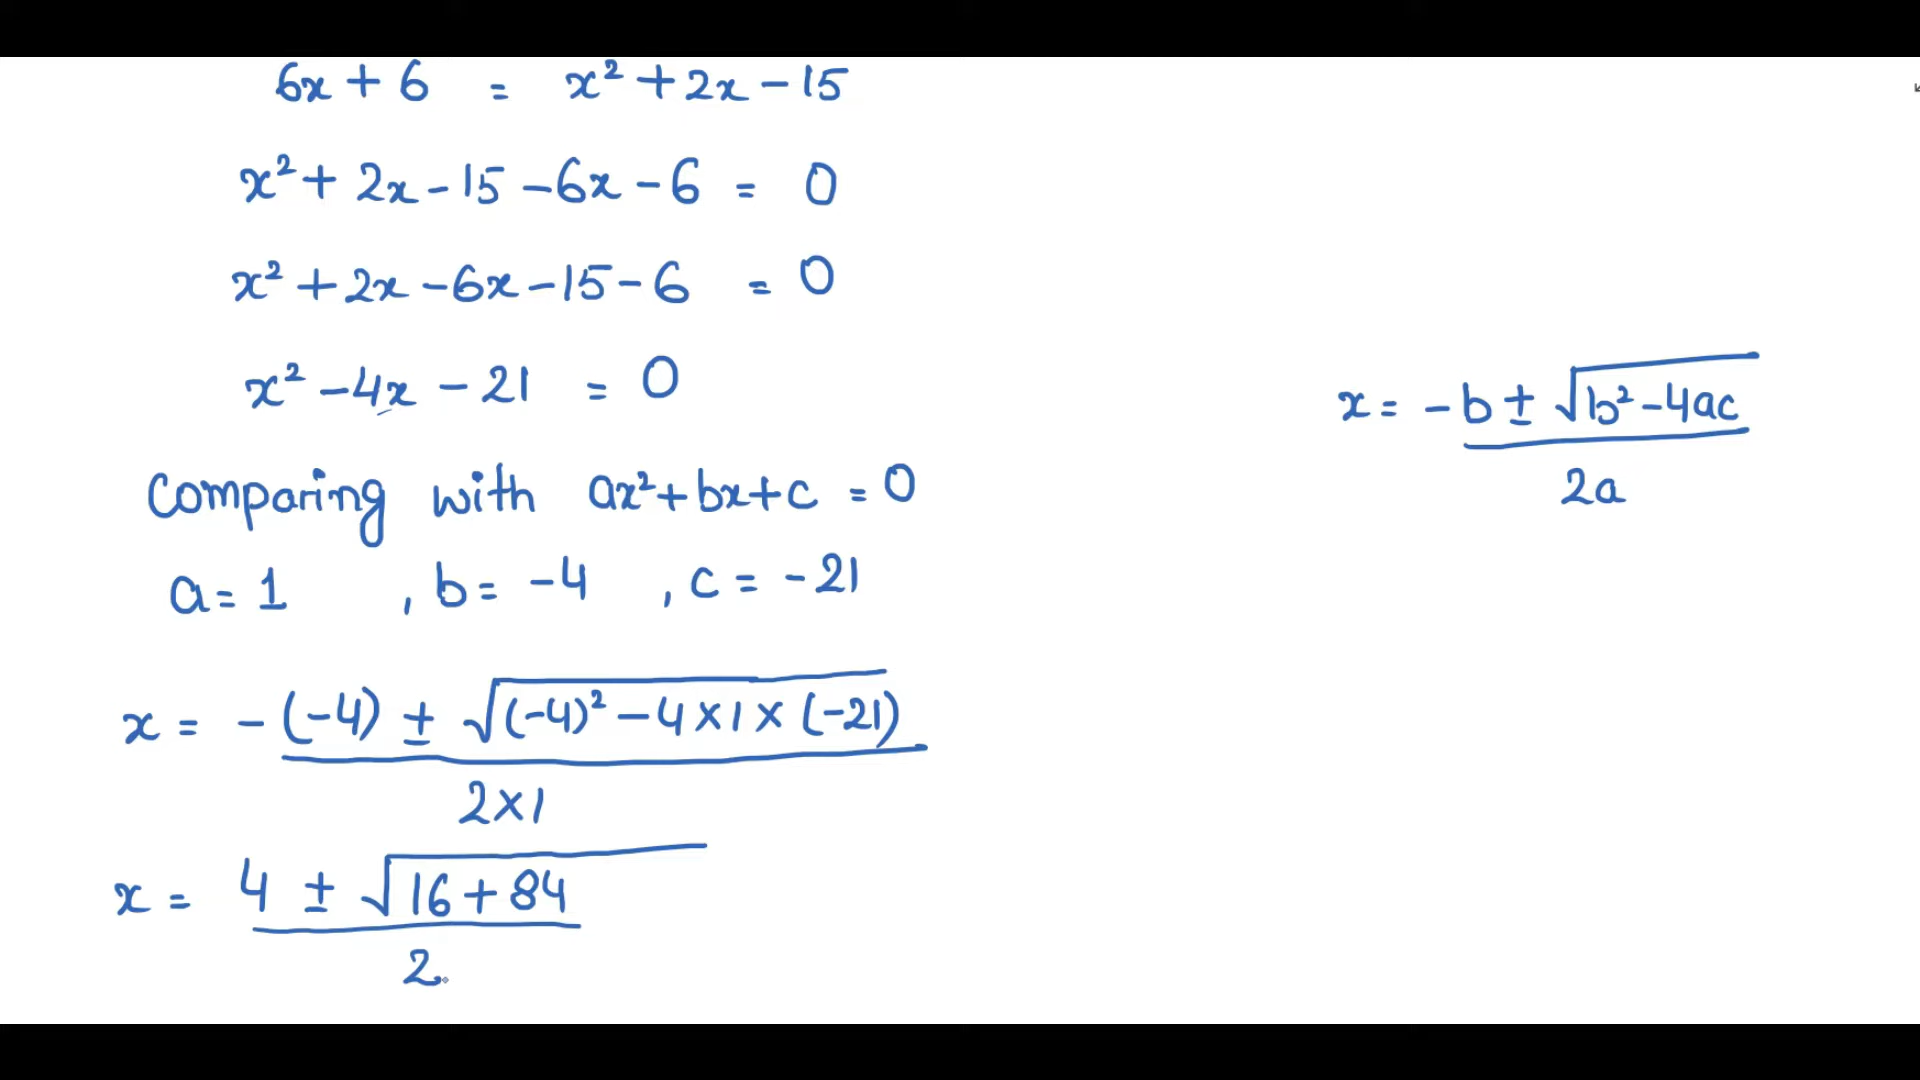 6x + 6 = x² + 2x - 15
x² + 2x - 15 - 6x - 6 = 0
x² + 2x - 6x - 15 - 6 = 0
x² - 4x - 21 = 0
x = -b ± √b² - 4ac
2a
Comparing with ax² + bx + c = 0
a = 1 , b = -4 , c = -21
x = -(-4) ± √(-4)² - 4 × 1 × (-21)
2 × 1
x = 4 ± √16 + 84
2